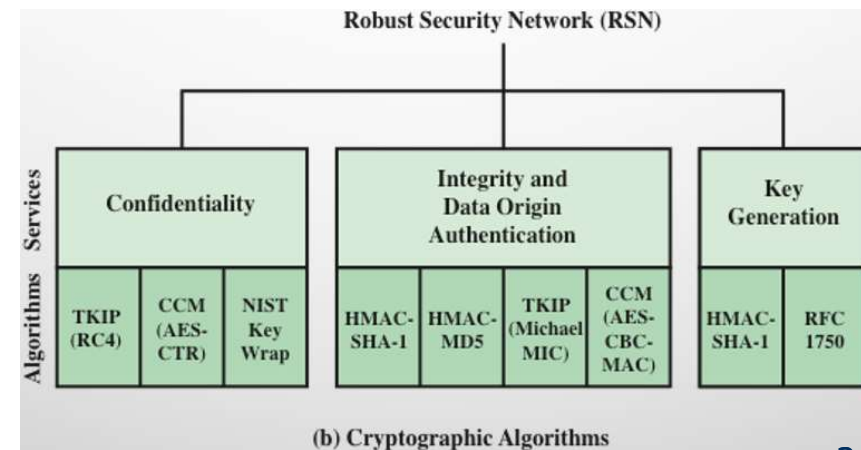 Robust Security Network (RSN)
Services
Confidentiality
Integrity and
Data Origin
Authentication
Key
Generation
Algorithms
TKIP
(RC4)
CCM
(AES-
CTR)
NIST
Key
Wrap
HMAC-
SHA-1
HMAC-
MD5
TKIP
(Michael
MIC)
CCM
(AES-
CBC-
MAC)
HMAC-
SHA-1
RFC
1750
(b) Cryptographic Algorithms